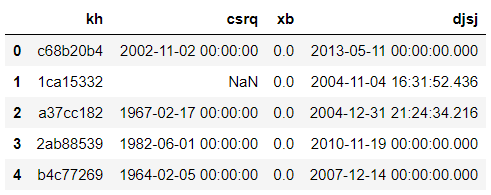 kh csrq xb djsj
0 c68b20b4 2002-11-02 00:00:00 0.0 2013-05-11 00:00:00.000
1 1ca15332 NaN 0.0 2004-11-04 16:31:52.436
2 a37cc182 1967-02-17 00:00:00 0.0 2004-12-31 21:24:34.216
3 2ab88539 1982-06-01 00:00:00 0.0 2010-11-19 00:00:00.000
4 b4c77269 1964-02-05 00:00:00 0.0 2007-12-14 00:00:00.000